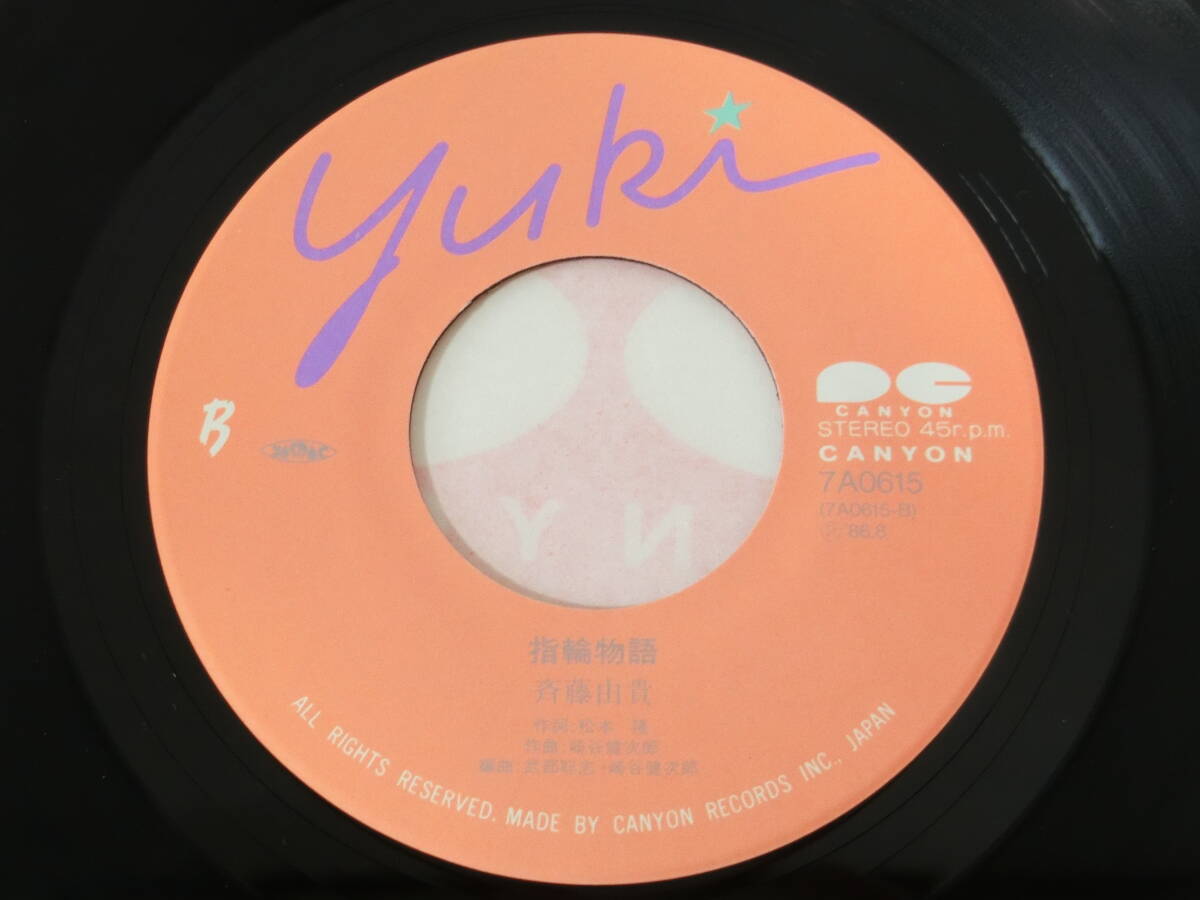 yuki
B
CANYON
STEREO 45r.p.m.
CANYON
7A0615
(7A0615-B)
Ⓟ 86.8
指輪物語
斉藤由貴
作詞:松本 隆
作曲:崎谷健次郎
編曲:武部聡志・崎谷健次郎
ALL RIGHTS RESERVED. MADE BY CANYON RECORDS INC., JAPAN
Y N